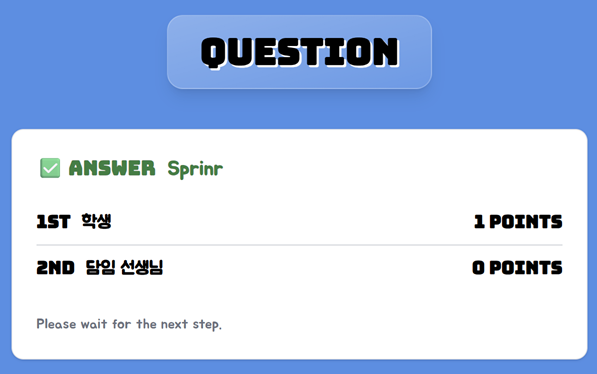 QUESTION
✅ ANSWER Sprinr
1ST 학생 1 POINTS
2ND 담임 선생님 0 POINTS
Please wait for the next step.